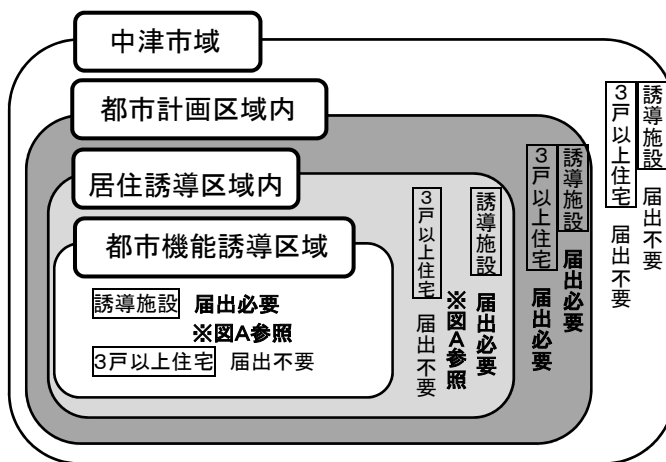 中津市域
都市計画区域内
居住誘導区域内
都市機能誘導区域
誘導施設 届出必要
※図A参照
3戸以上住宅 届出不要
誘導施設 届出必要
※図A参照
3戸以上住宅 届出不要
誘導施設 届出必要
3戸以上住宅 届出必要
誘導施設 届出不要
3戸以上住宅 届出不要